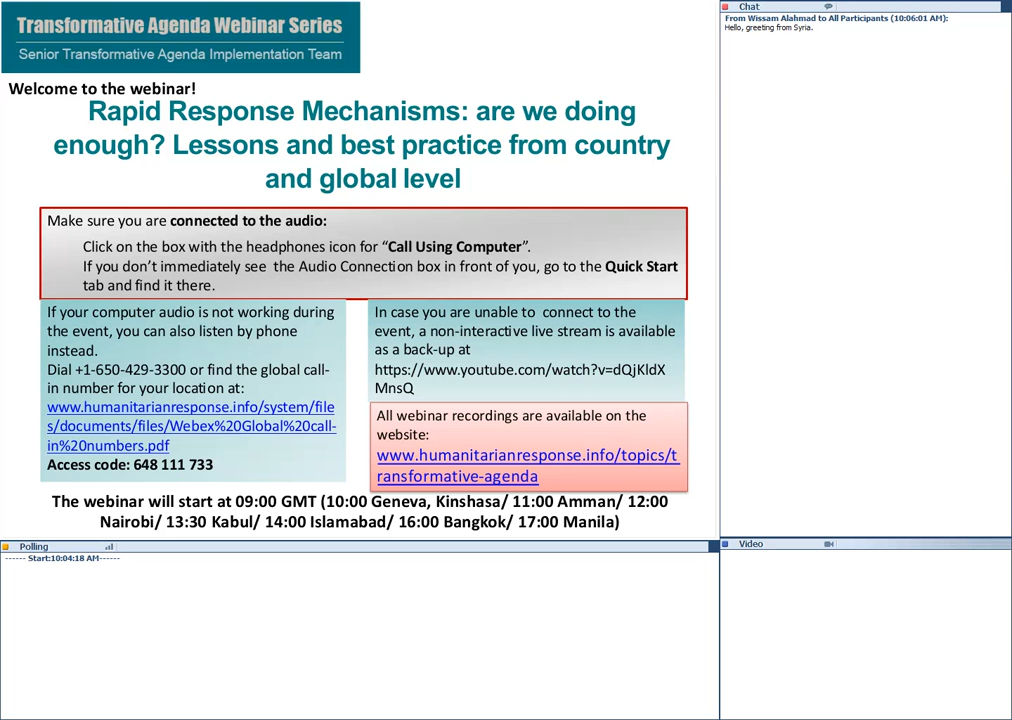 Transformative Agenda Webinar Series
Senior Transformative Agenda Implementation Team
Welcome to the webinar!
Rapid Response Mechanisms: are we doing
enough? Lessons and best practice from country
and global level
Make sure you are connected to the audio:
Click on the box with the headphones icon for “Call Using Computer”.
If you don’t immediately see the Audio Connection box in front of you, go to the Quick Start
tab and find it there.
If your computer audio is not working during
the event, you can also listen by phone
instead.
Dial +1-650-429-3300 or find the global call-
in number for your location at:
www.humanitarianresponse.info/system/file
s/documents/files/Webex%20Global%20call-
in%20numbers.pdf
Access code: 648 111 733
In case you are unable to connect to the
event, a non-interactive live stream is available
as a back-up at
https://www.youtube.com/watch?v=dQjKldX
MnsQ
All webinar recordings are available on the
website:
www.humanitarianresponse.info/topics/t
ransformative-agenda
The webinar will start at 09:00 GMT (10:00 Geneva, Kinshasa/ 11:00 Amman/ 12:00
Nairobi/ 13:30 Kabul/ 14:00 Islamabad/ 16:00 Bangkok/ 17:00 Manila)
Polling
------ Start:10:04:18 AM------
Chat
From Wissam Alahmad to All Participants (10:06:01 AM):
Hello, greeting from Syria.
Video